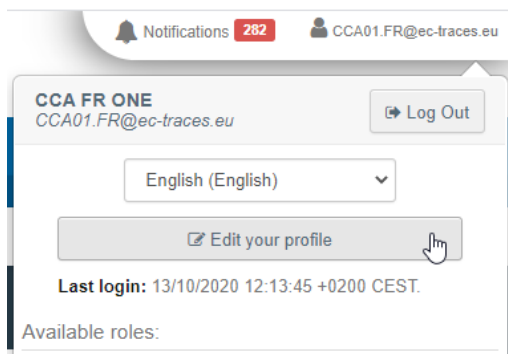 Notifications 282 CCA01.FR@ec-traces.eu
CCA FR ONE
CCA01.FR@ec-traces.eu
Log Out
English (English)
Edit your profile
Last login: 13/10/2020 12:13:45 +0200 CEST.
Available roles: